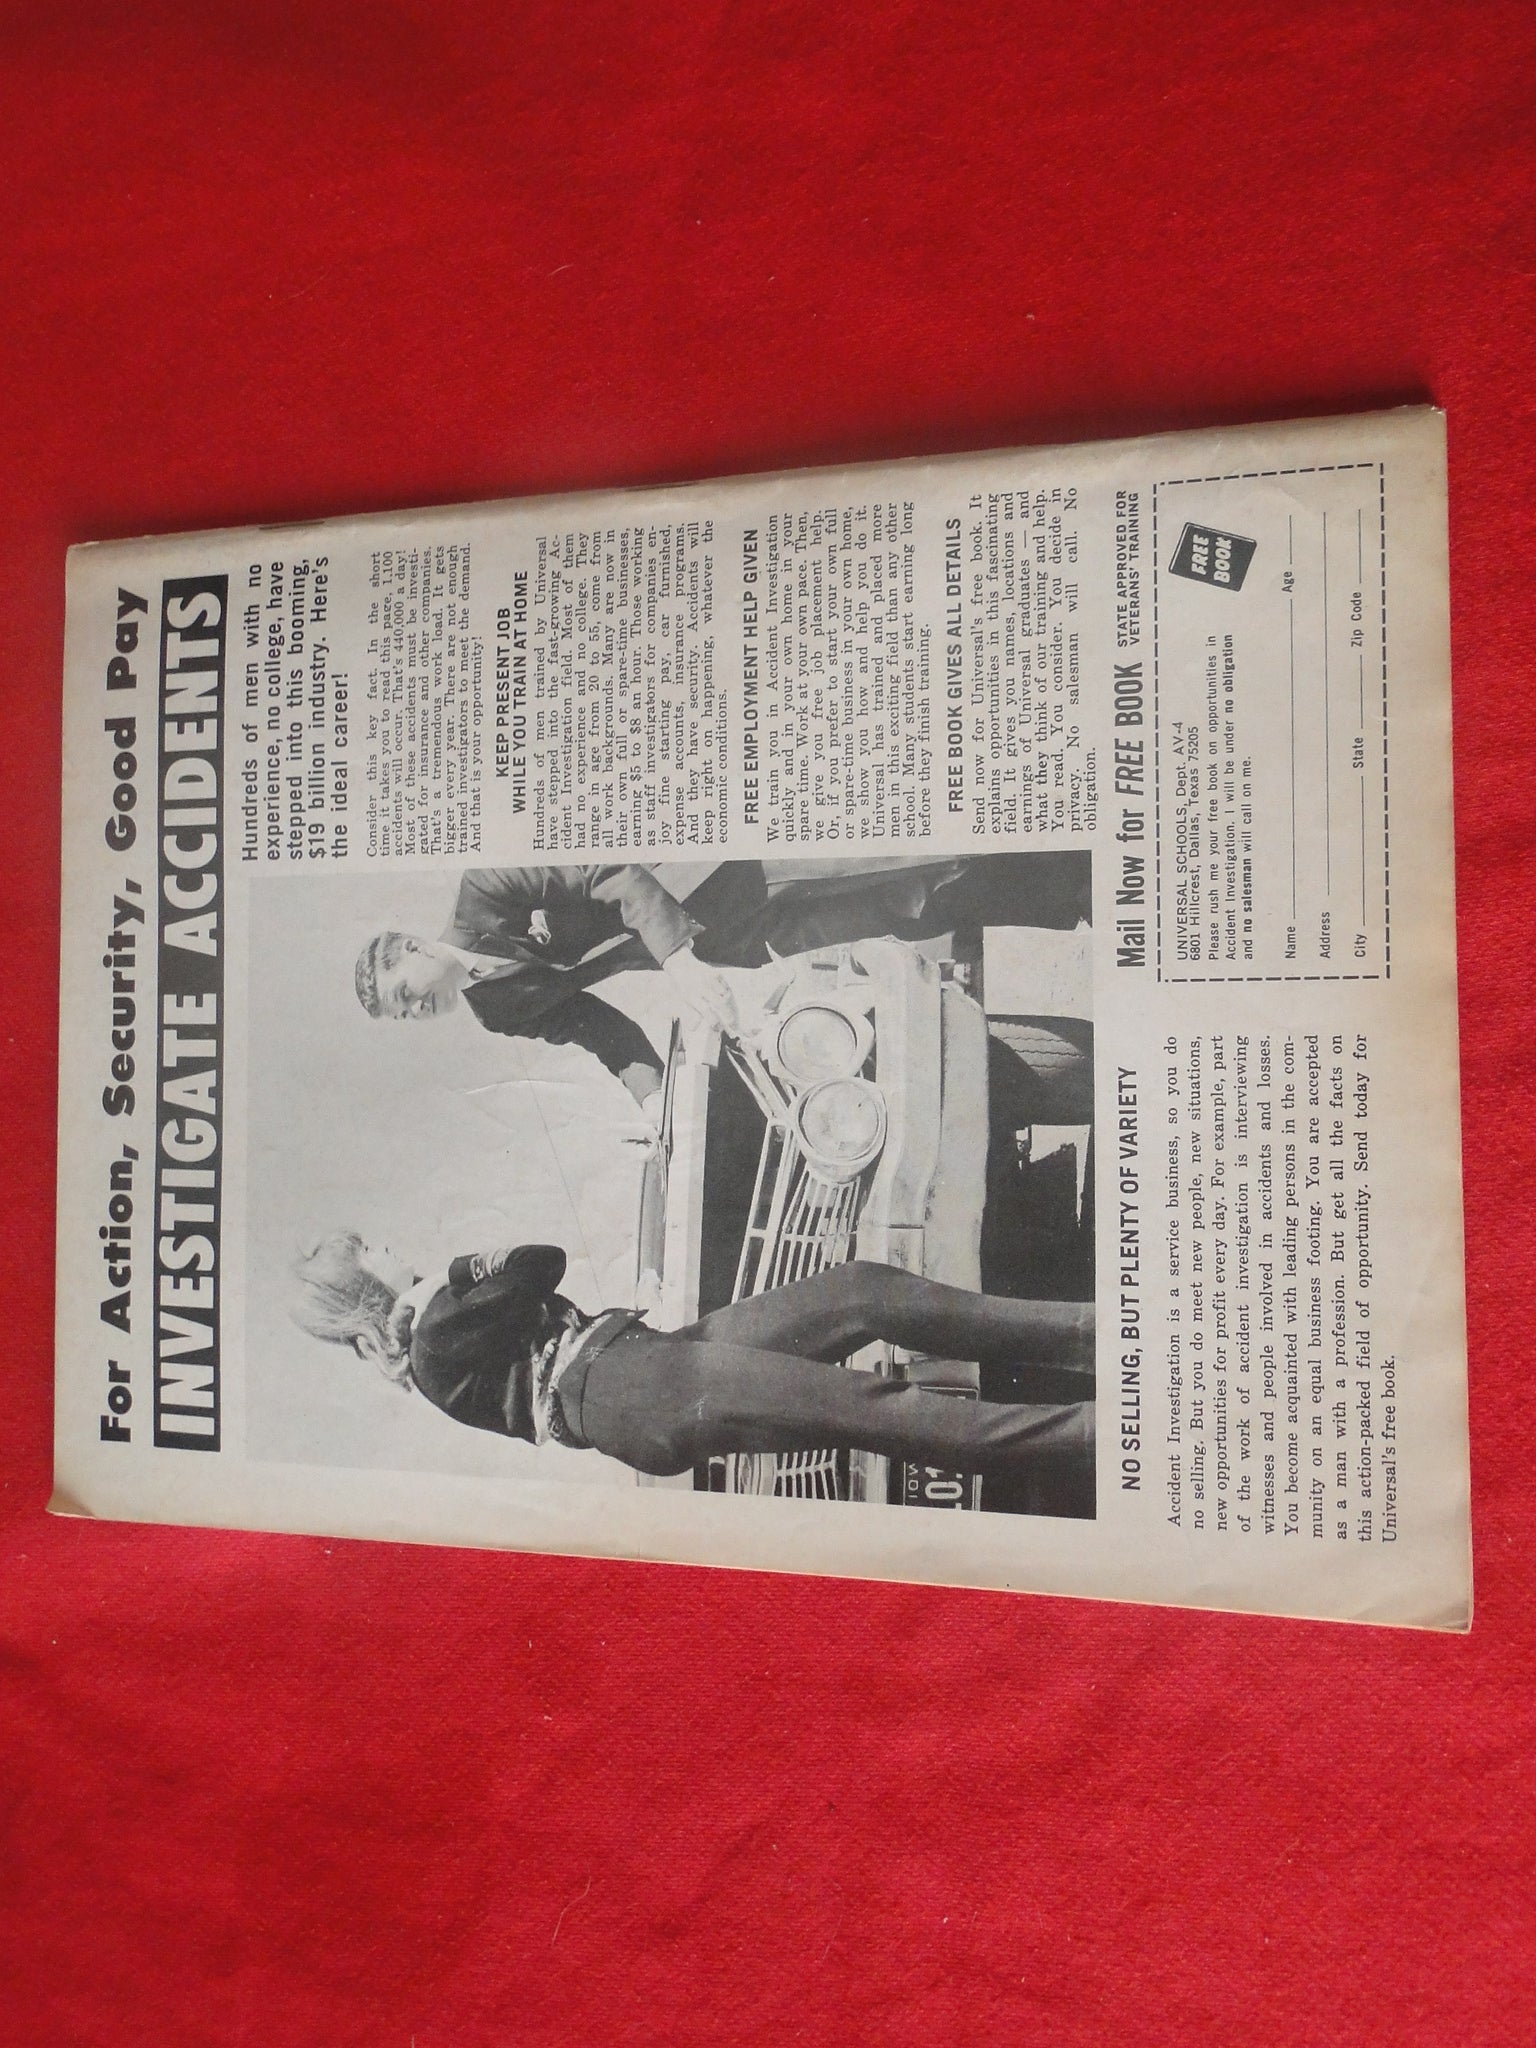 For Action, Security, Good Pay
INVESTIGATE ACCIDENTS
Hundreds of men with no
experience, no college, have
stepped into this booming,
$19 billion industry. Here's
the ideal career!
Consider this key fact. In the short
time it takes you to read this page, 1,100
accidents will occur. That's 440,000 a day!
Most of these accidents must be investi-
gated for insurance and other companies.
That's a tremendous work load. It gets
bigger every year. There are not enough
trained investigators to meet the demand.
And that is your opportunity!
KEEP PRESENT JOB
WHILE YOU TRAIN AT HOME
Hundreds of men trained by Universal
have stepped into the fast-growing Ac-
cident Investigation field. Most of them
had no experience and no college. They
range in age from 20 to 55, come from
all work backgrounds. Many are now in
their own full or spare-time businesses,
earning $5 to $8 an hour. Those working
as staff investigators for companies en-
joy fine starting pay, car furnished,
expense accounts, insurance programs.
And they have security. Accidents will
keep right on happening, whatever the
economic conditions.
FREE EMPLOYMENT HELP GIVEN
We train you in Accident Investigation
quickly and in your own home in your
spare time. Work at your own pace. Then,
we give you free job placement help.
Or, if you prefer to start your own full
or spare-time business in your own home,
we show you how and help you do it.
Universal has trained and placed more
men in this exciting field than any other
school. Many students start earning long
before they finish training.
FREE BOOK GIVES ALL DETAILS
Send now for Universal's free book. It
explains opportunities in this fascinating
field. It gives you names, locations and
earnings of Universal graduates — and
what they think of our training and help.
You read. You consider. You decide in
privacy. No salesman will call. No
obligation.
IOW
10.
NO SELLING, BUT PLENTY OF VARIETY
Accident Investigation is a service business, so you do
no selling. But you do meet new people, new situations,
new opportunities for profit every day. For example, part
of the work of accident investigation is interviewing
witnesses and people involved in accidents and losses.
You become acquainted with leading persons in the com-
munity on an equal business footing. You are accepted
as a man with a profession. But get all the facts on
this action-packed field of opportunity. Send today for
Universal's free book.
Mail Now for FREE BOOK
STATE APPROVED FOR
VETERANS' TRAINING
UNIVERSAL SCHOOLS, Dept. AV-4
6801 Hillcrest, Dallas, Texas 75205
Please rush me your free book on opportunities in
Accident Investigation. I will be under no obligation
and no salesman will call on me.
FREE
BOOK
Name Age
Address
City State Zip Code